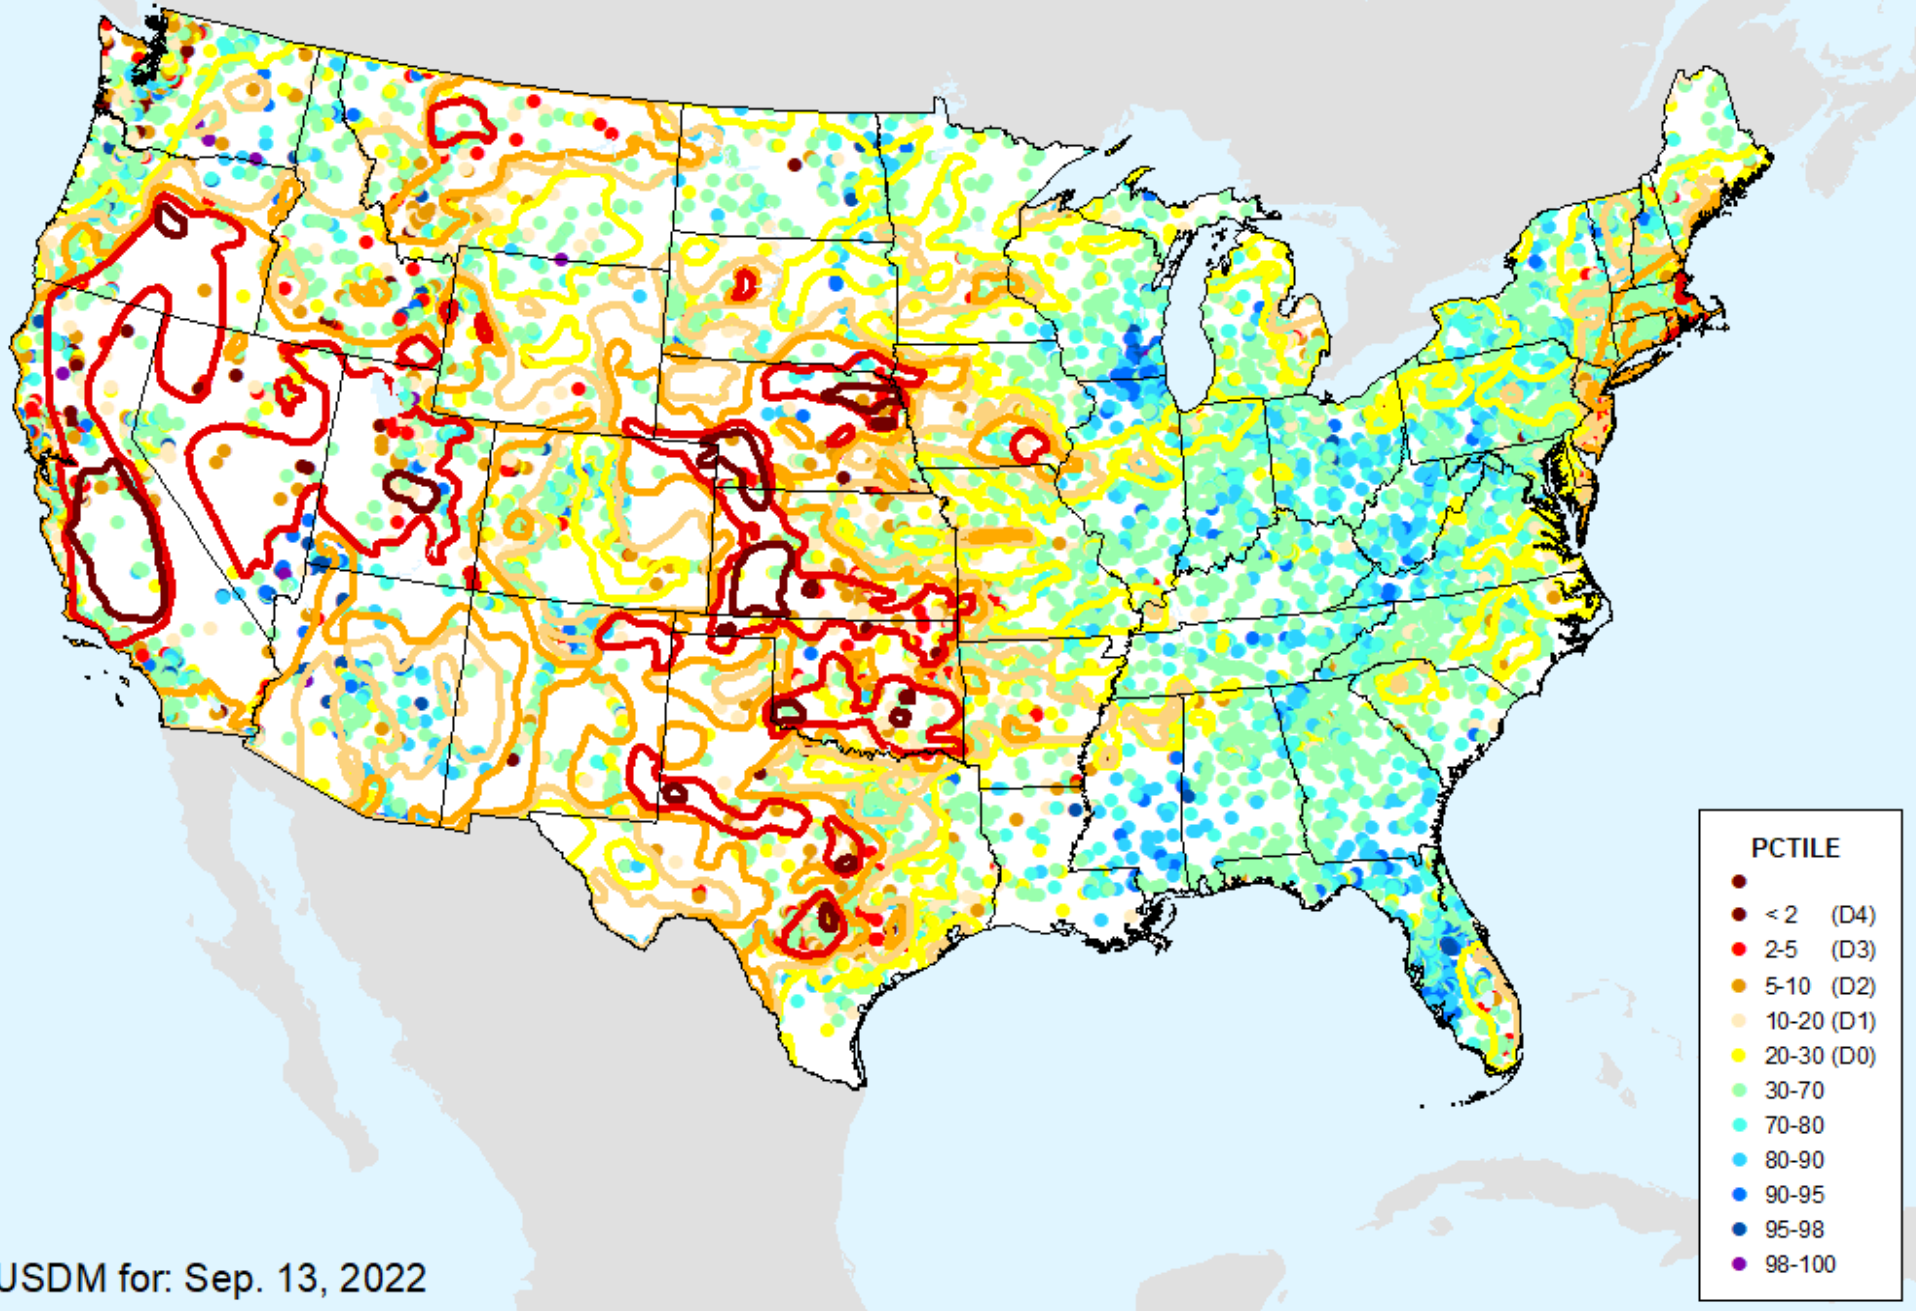 PCTILE
< 2 (D4)
2-5 (D3)
5-10 (D2)
10-20 (D1)
20-30 (D0)
30-70
70-80
80-90
90-95
95-98
98-100
USDM for: Sep. 13, 2022